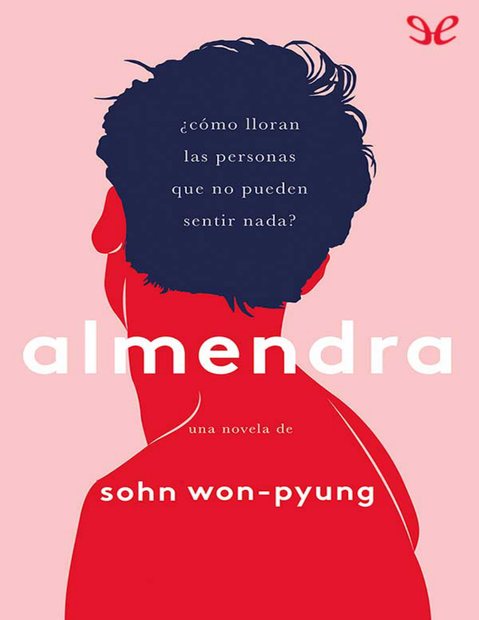 ¿cómo lloran
las personas
que no pueden
sentir nada?
almendra
una novela de
sohn won-pyung